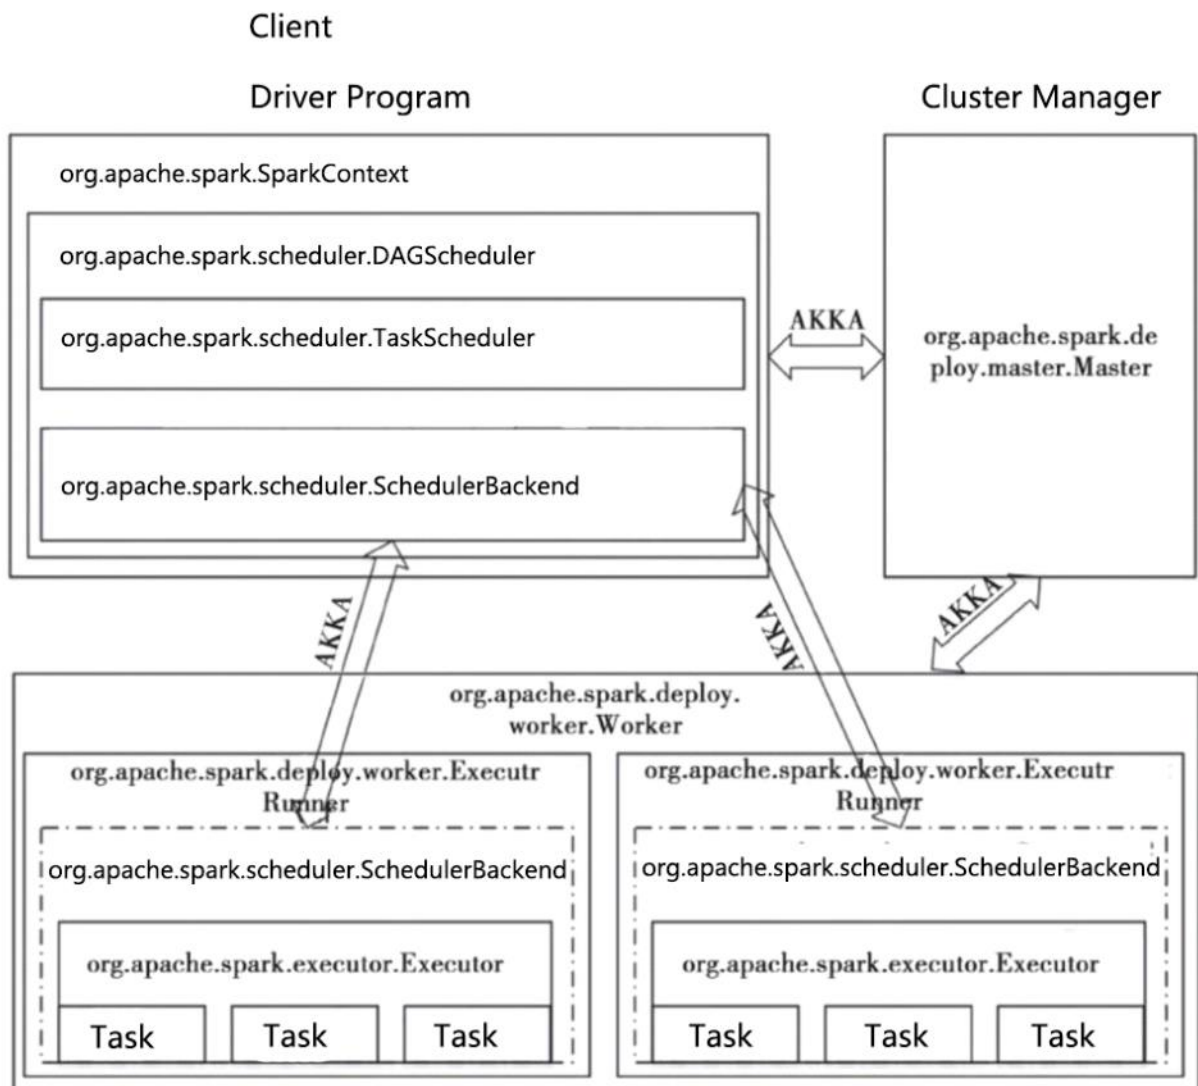 Client
Driver Program
Cluster Manager
org.apache.spark.SparkContext
org.apache.spark.scheduler.DAGScheduler
org.apache.spark.scheduler.TaskScheduler
AKKA
org.apache.spark.de
ploy.master.Master
org.apache.spark.scheduler.SchedulerBackend
AKKA
AKKA
AKKA
org.apache.spark.deploy.
worker.Worker
org.apache.spark.deploy.worker.Executr
Runner
org.apache.spark.deploy.worker.Executr
Runner
org.apache.spark.scheduler.SchedulerBackend
org.apache.spark.scheduler.SchedulerBackend
org.apache.spark.executor.Executor
org.apache.spark.executor.Executor
Task Task Task
Task Task Task